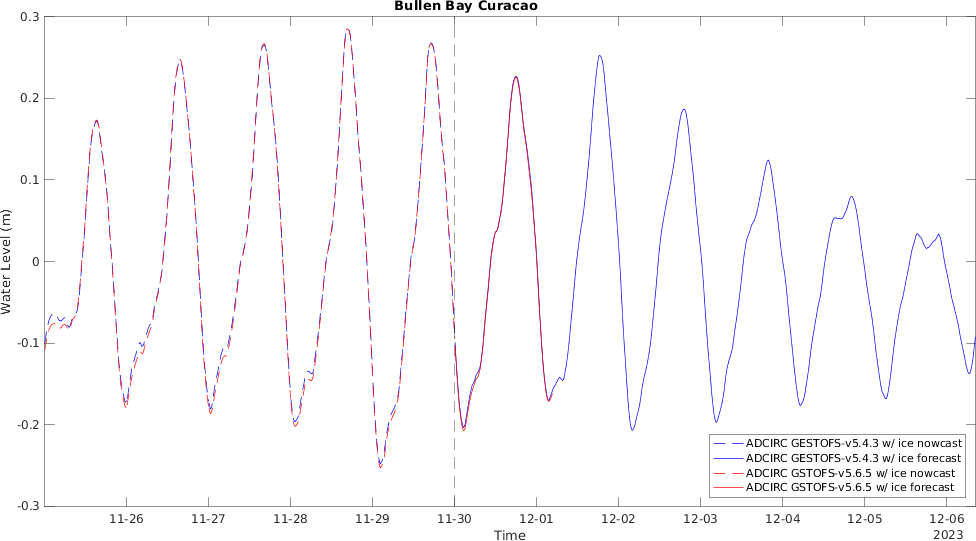 Bullen Bay Curacao
0.3
0.2
0.1
0
-0.1
-0.2
-0.3
Water Level (m)
ADCIRC GESTOFS-v5.4.3 w/ ice nowcast
ADCIRC GESTOFS-v5.4.3 w/ ice forecast
ADCIRC GSTOFS-v5.6.5 w/ ice nowcast
ADCIRC GSTOFS-v5.6.5 w/ ice forecast
11-26 11-27 11-28 11-29 11-30 12-01 12-02 12-03 12-04 12-05 12-06
Time
2023